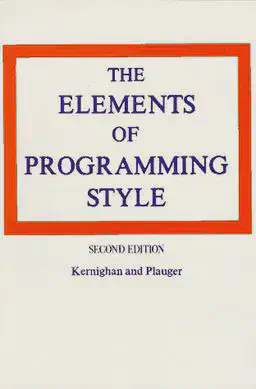 THE
ELEMENTS
OF
PROGRAMMING
STYLE
SECOND EDITION
Kernighan and Plauger